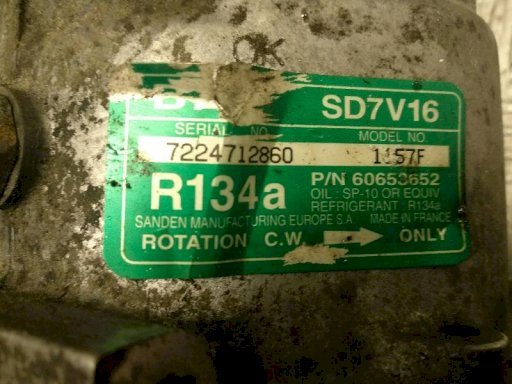 OK
SD7V16
SERIAL NO. MODEL NO
7224712860 1157F
R134a P/N 60653652
OIL : SP-10 OR EQUIV
REFRIGERANT R134a
SANDEN MANUFACTURING EUROPE S.A MADE IN FRANCE
ROTATION C.W. ONLY